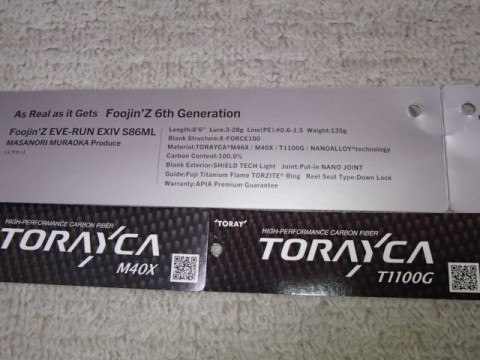 As Real as it Gets Foojin'Z 6th Generation
Foojin'Z EVE-RUN EXIV S86ML
MASANORI MURAOKA Produce
Length:8'6" Lure:3-28g Line(PE):#0.6-1.5 Weight:135g
Blank Structure:X-FORCE100
Material:TORAYCA®M46X / M40X / T1100G / NANOALLOY®technology
Carbon Content:100.0%
Blank Exterior:SHIELD TECH Light Joint:Put-in NANO JOINT
Guide:Fuji Titanium Flame TORZITE® Ring Reel Seat Type:Down Lock
Warranty:APIA Premium Guarantee
HIGH-PERFORMANCE CARBON FIBER
TORAYCA
M40X
'TORAY'
HIGH-PERFORMANCE CARBON FIBER
TORAYCA
T1100G